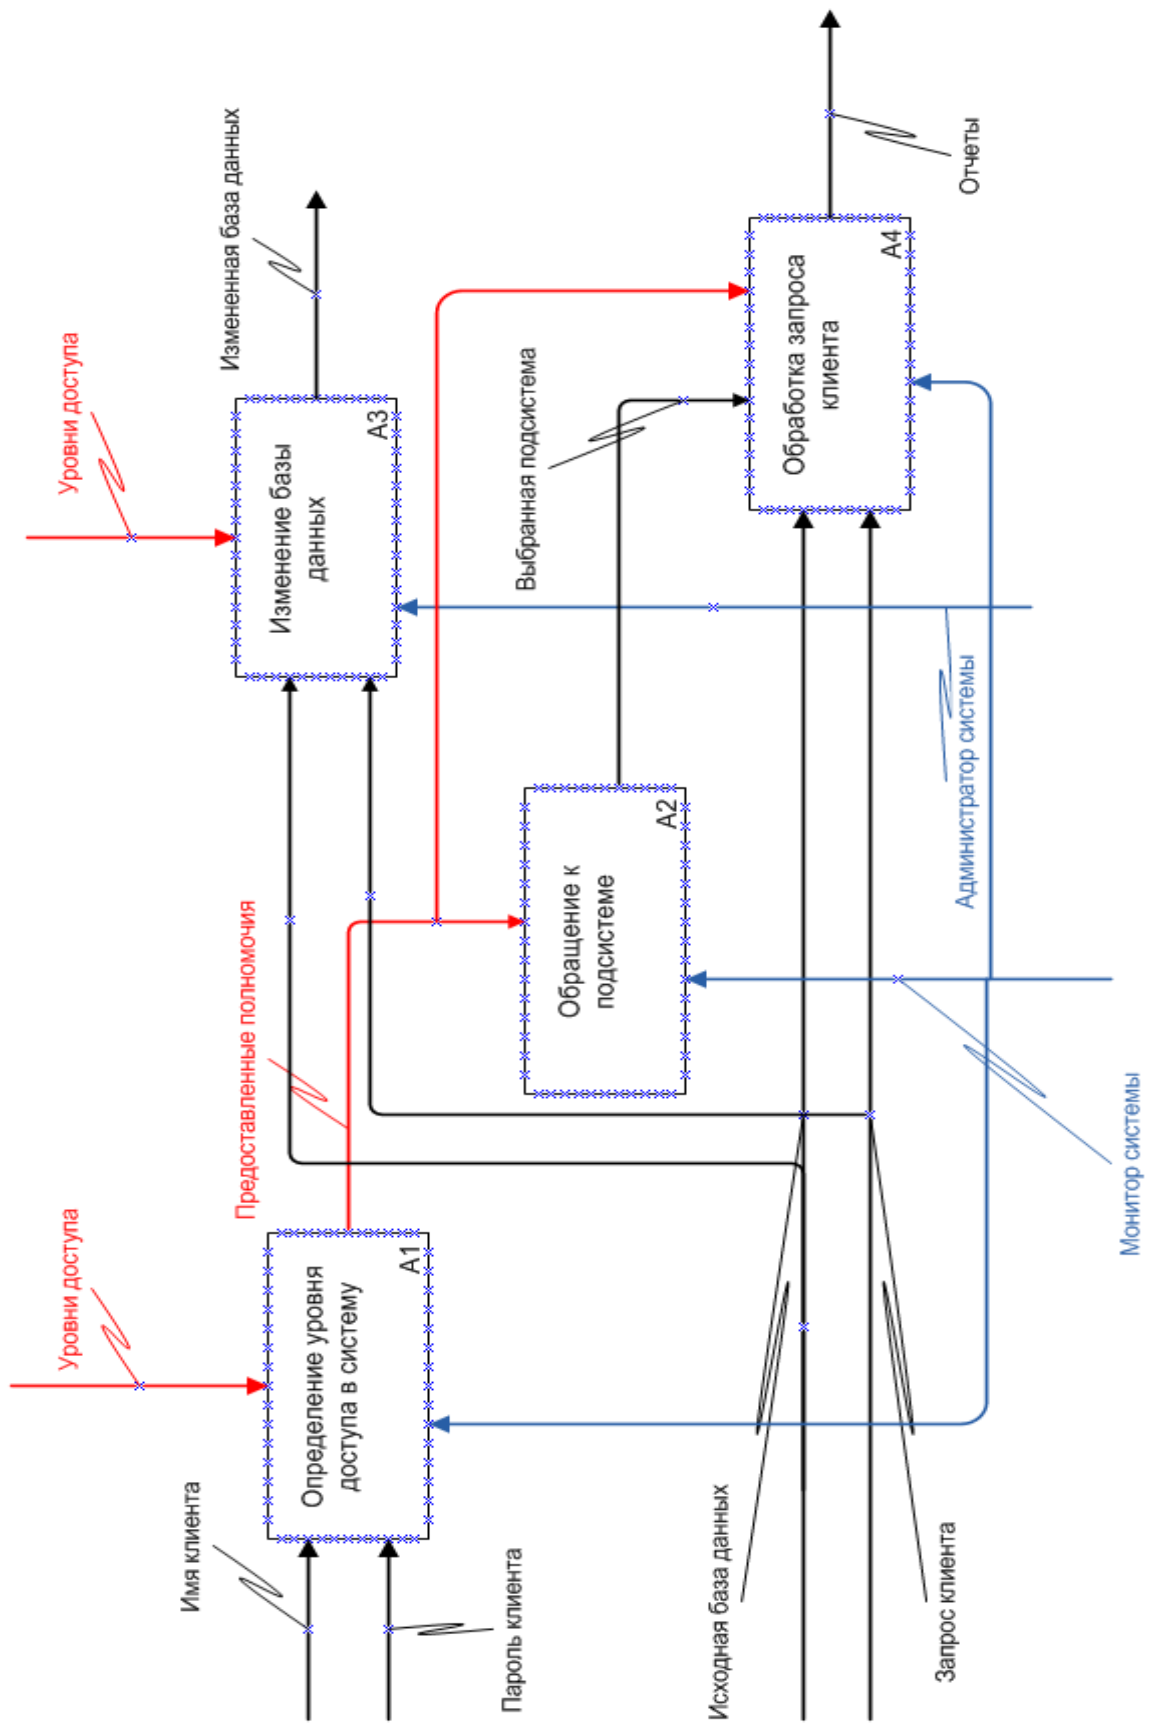 Уровни доступа
Уровни доступа
Измененная база данных
Изменение базы
данных
A3
Предоставленные полномочия
Имя клиента
Определение уровня
доступа в систему
A1
Пароль клиента
Выбранная подсистема
Обращение к
подсистеме
A2
Обработка запроса
клиента
A4
Отчеты
Исходная база данных
Запрос клиента
Администратор системы
Монитор системы